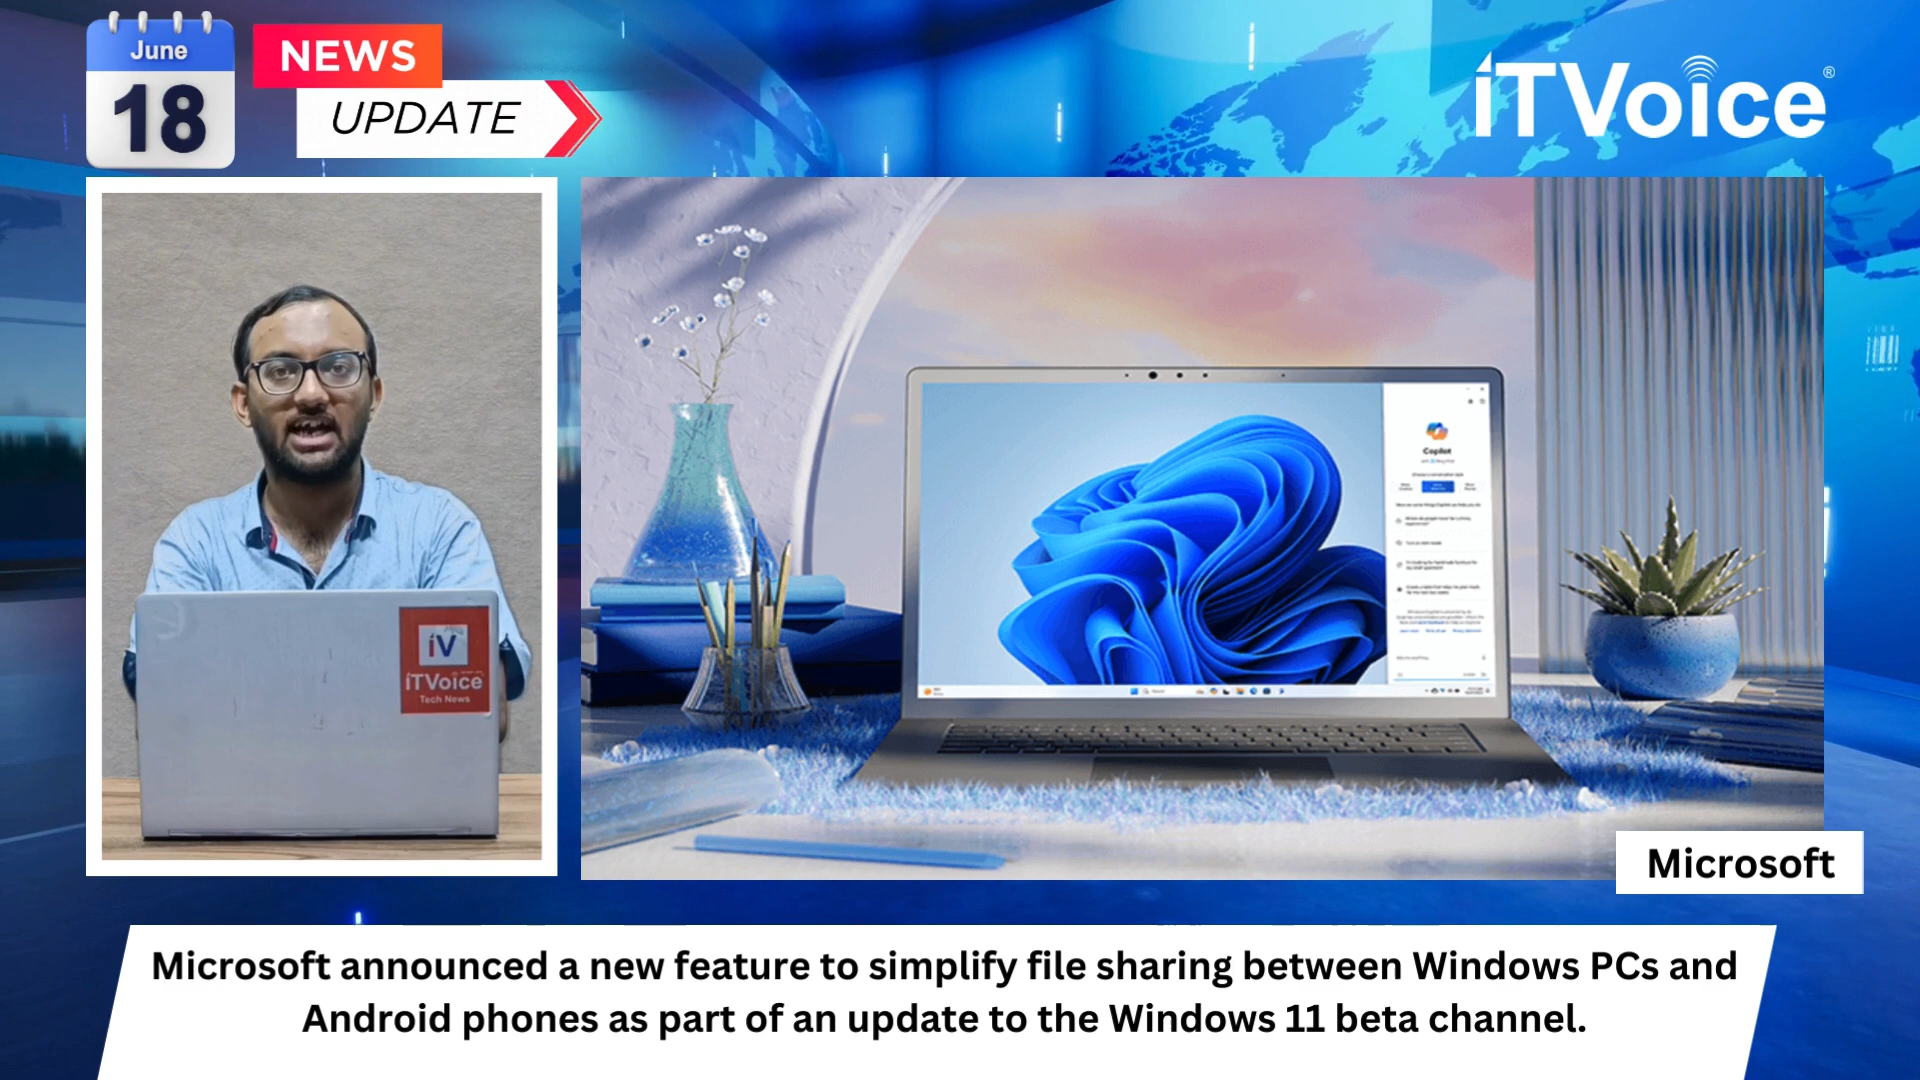 June
18
NEWS
UPDATE
iTVoice®
iV
iTVoice
Tech News
Copilot
Microsoft
Microsoft announced a new feature to simplify file sharing between Windows PCs and
Android phones as part of an update to the Windows 11 beta channel.